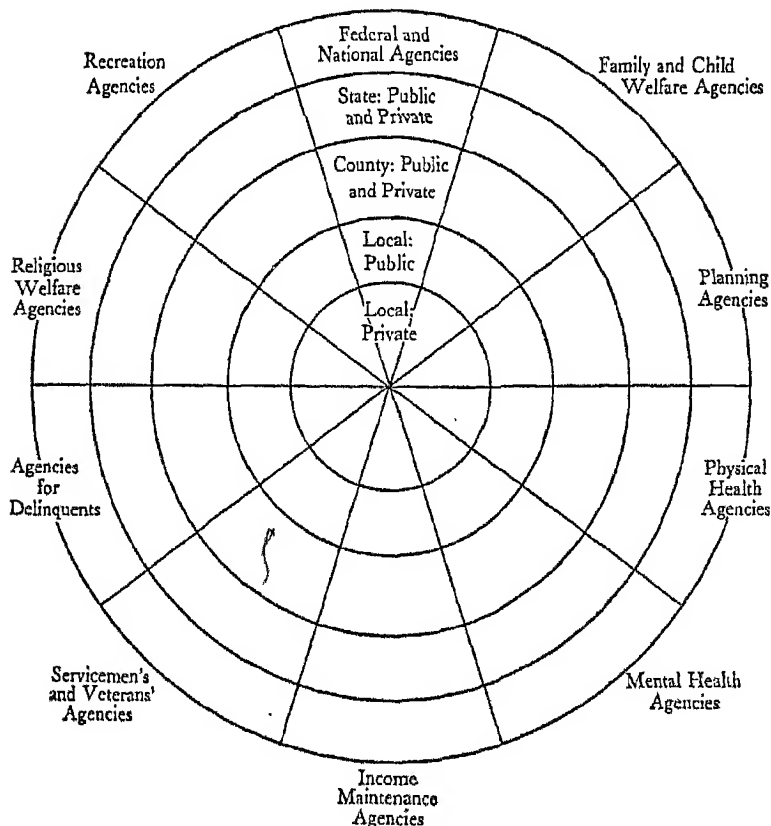 Recreation
Agencies
Federal and
National Agencies
Family and Child
Welfare Agencies
State: Public
and Private
County: Public
and Private
Local:
Public
Local:
Private
Religious
Welfare
Agencies
Planning
Agencies
Agencies
for
Delinquents
Physical
Health
Agencies
Servicemen's
and Veterans'
Agencies
Mental Health
Agencies
Income
Maintenance
Agencies